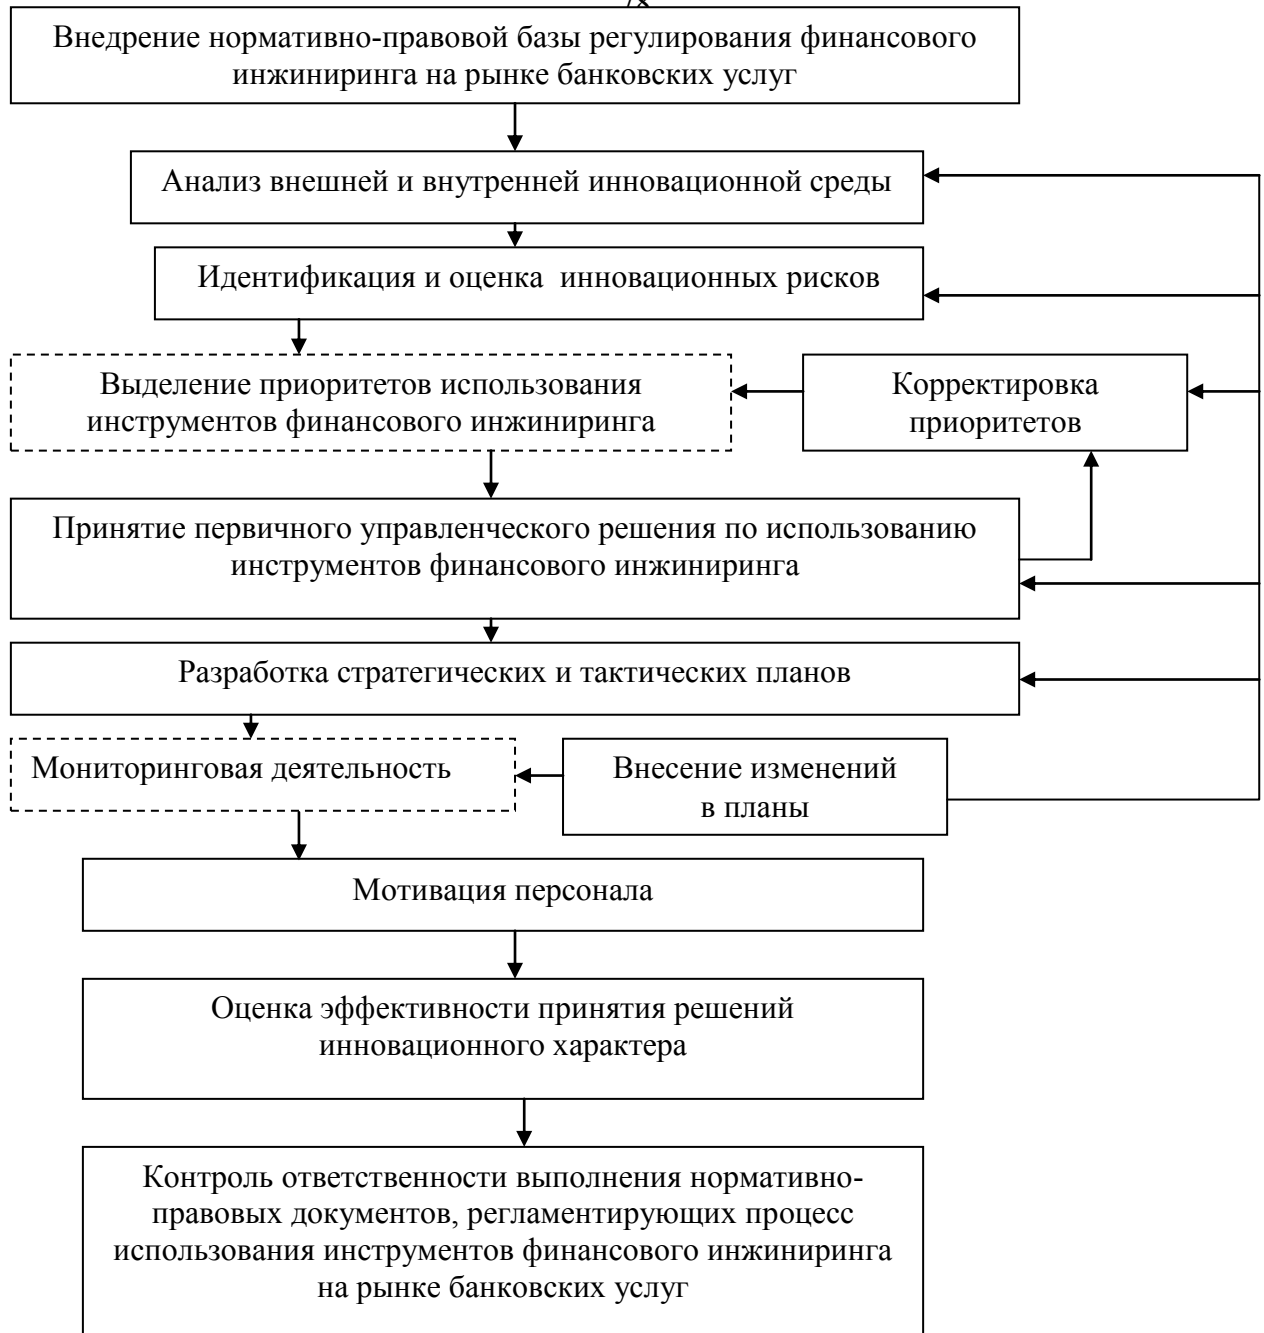 Внедрение нормативно-правовой базы регулирования финансового
инжиниринга на рынке банковских услуг
Анализ внешней и внутренней инновационной среды
Идентификация и оценка инновационных рисков
Выделение приоритетов использования
инструментов финансового инжиниринга
Корректировка
приоритетов
Принятие первичного управленческого решения по использованию
инструментов финансового инжиниринга
Разработка стратегических и тактических планов
Мониторинговая деятельность
Внесение изменений
в планы
Мотивация персонала
Оценка эффективности принятия решений
инновационного характера
Контроль ответственности выполнения нормативно-
правовых документов, регламентирующих процесс
использования инструментов финансового инжиниринга
на рынке банковских услуг